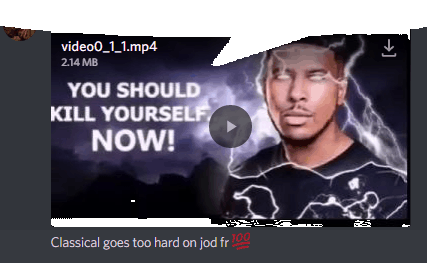 video0_1_1.mp4
2.14 MB
YOU SHOULD
KILL YOURSELF,
NOW!
Classical goes too hard on jod fr 💯